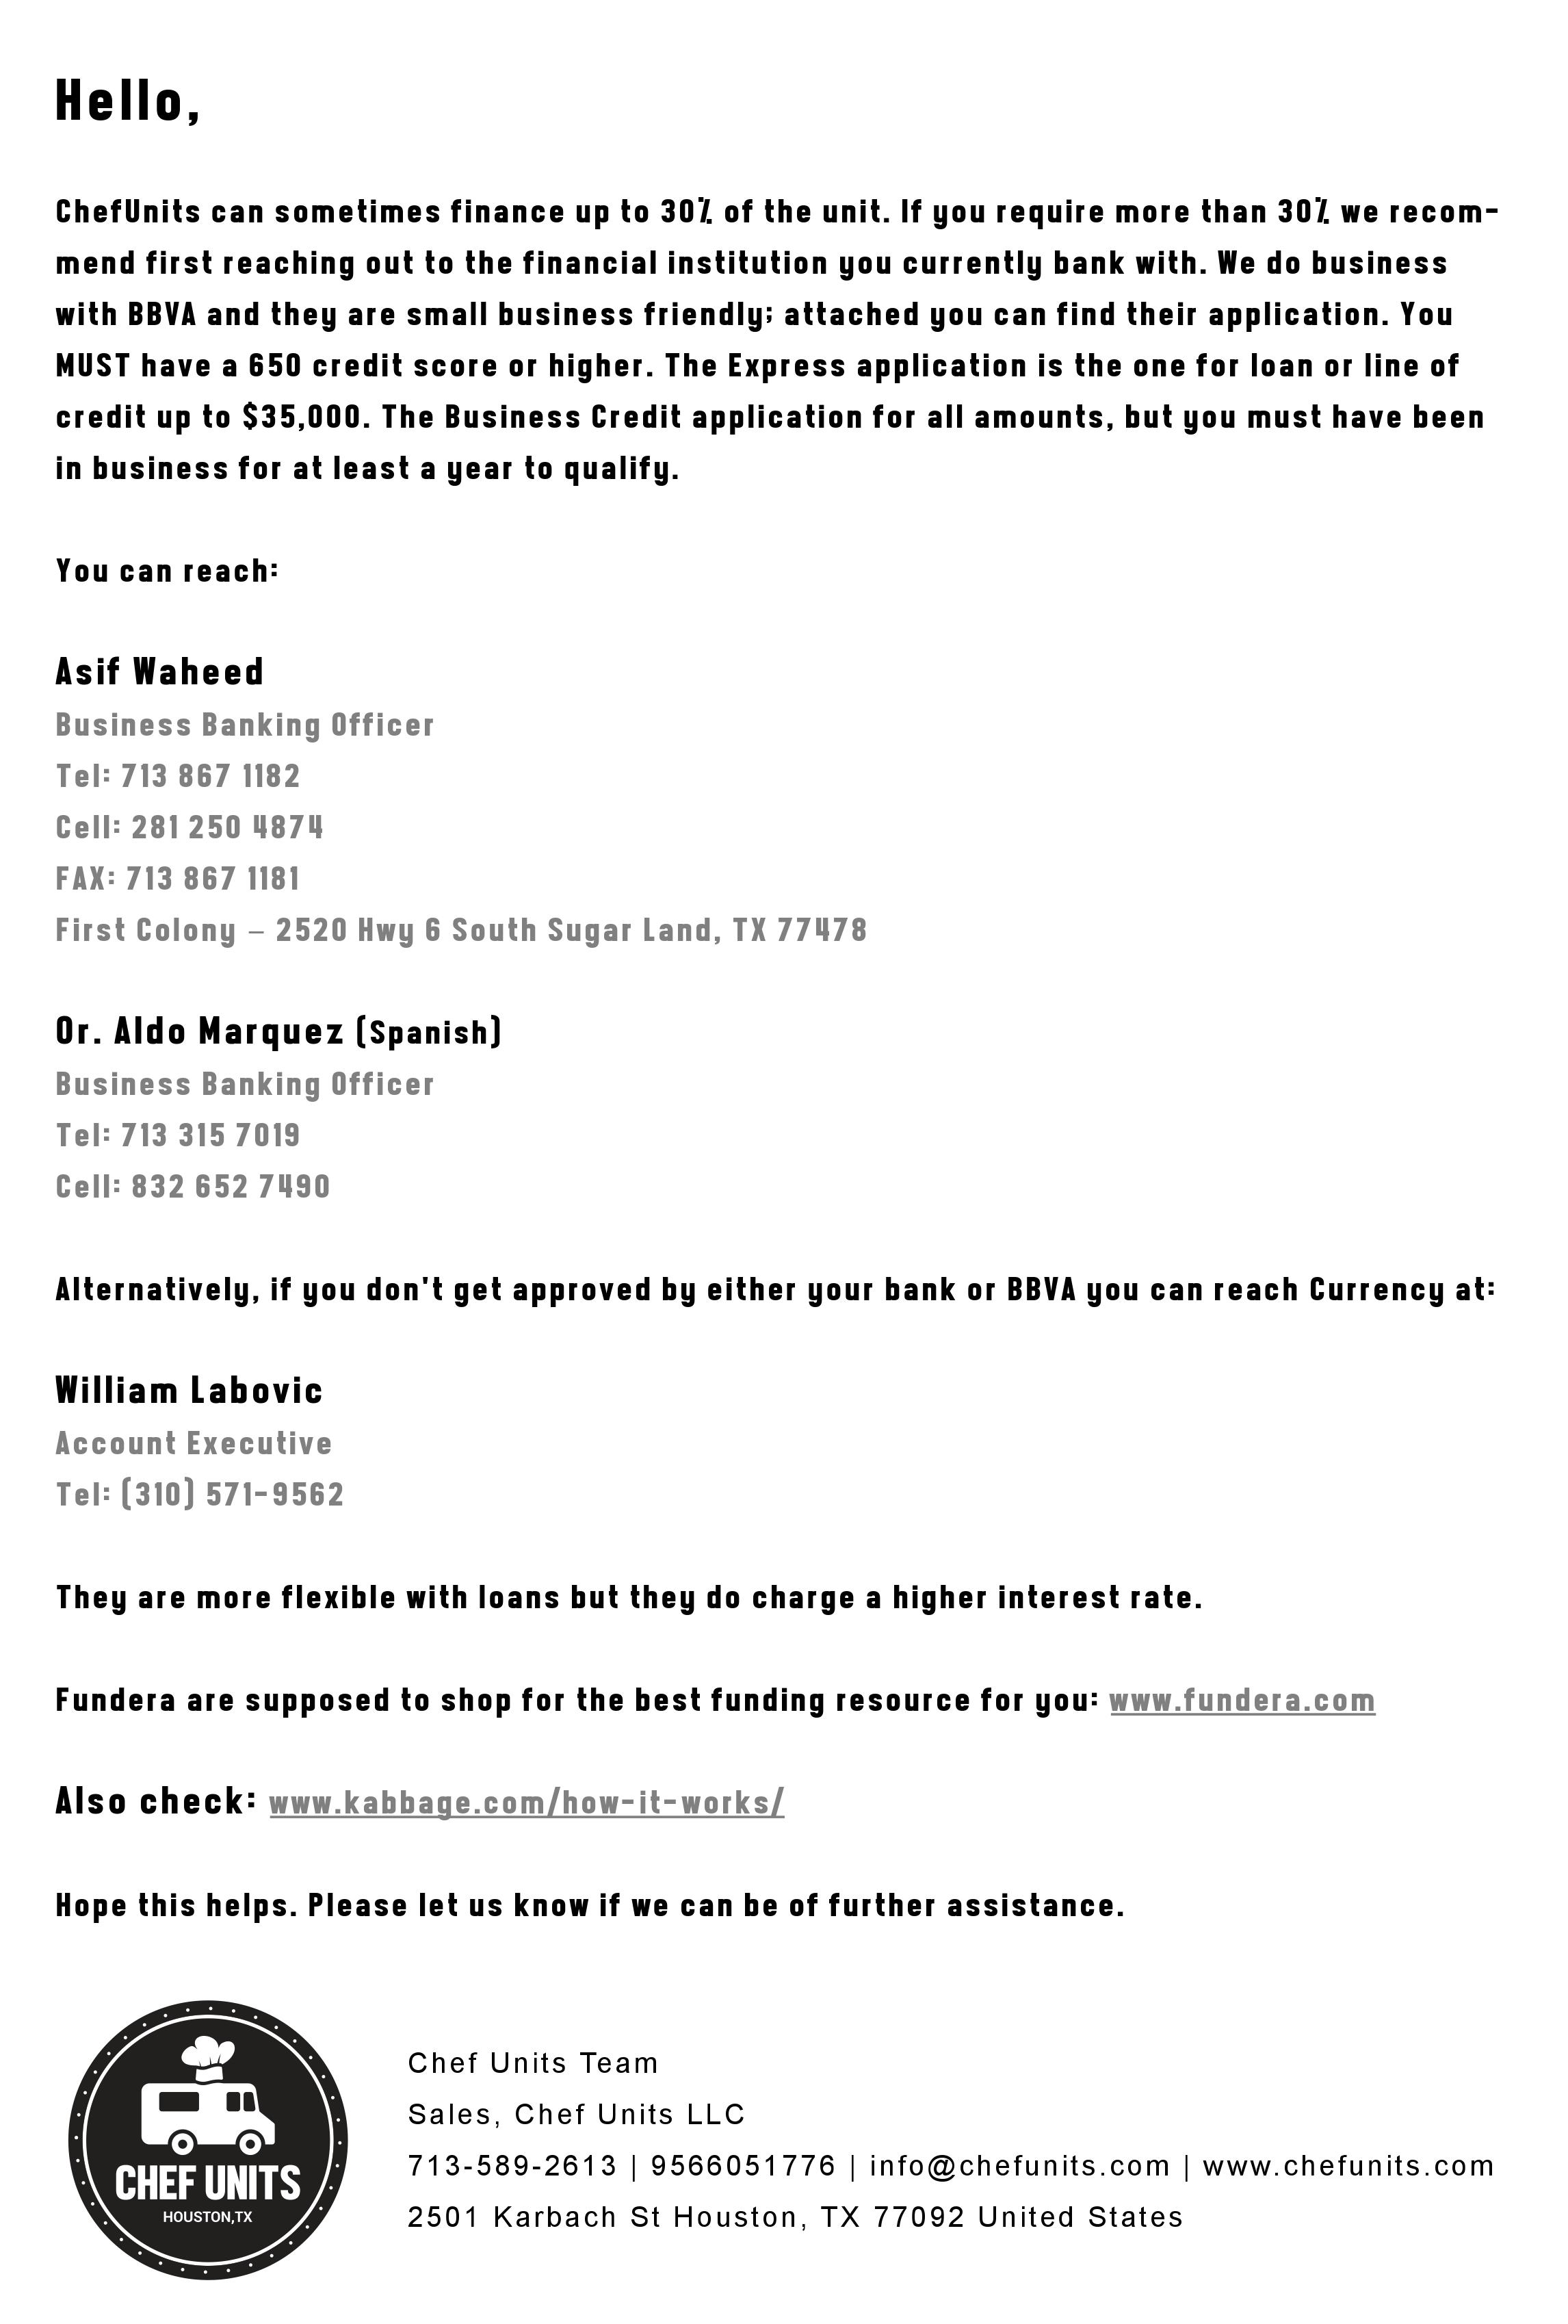 Hello,
ChefUnits can sometimes finance up to 30% of the unit. If you require more than 30% we recom-
mend first reaching out to the financial institution you currently bank with. We do business
with BBVA and they are small business friendly; attached you can find their application. You
MUST have a 650 credit score or higher. The Express application is the one for loan or line of
credit up to $35,000. The Business Credit application for all amounts, but you must have been
in business for at least a year to qualify.
You can reach:
Asif Waheed
Business Banking Officer
Tel: 713 867 1182
Cell: 281 250 4874
FAX: 713 867 1181
First Colony – 2520 Hwy 6 South Sugar Land, TX 77478
Or. Aldo Marquez (Spanish)
Business Banking Officer
Tel: 713 315 7019
Cell: 832 652 7490
Alternatively, if you don't get approved by either your bank or BBVA you can reach Currency at:
William Labovic
Account Executive
Tel: (310) 571-9562
They are more flexible with loans but they do charge a higher interest rate.
Fundera are supposed to shop for the best funding resource for you: www.fundera.com
Also check: www.kabbage.com/how-it-works/
Hope this helps. Please let us know if we can be of further assistance.
CHEF UNITS
HOUSTON,TX
Chef Units Team
Sales, Chef Units LLC
713-589-2613 | 9566051776 | info@chefunits.com | www.chefunits.com
2501 Karbach St Houston, TX 77092 United States